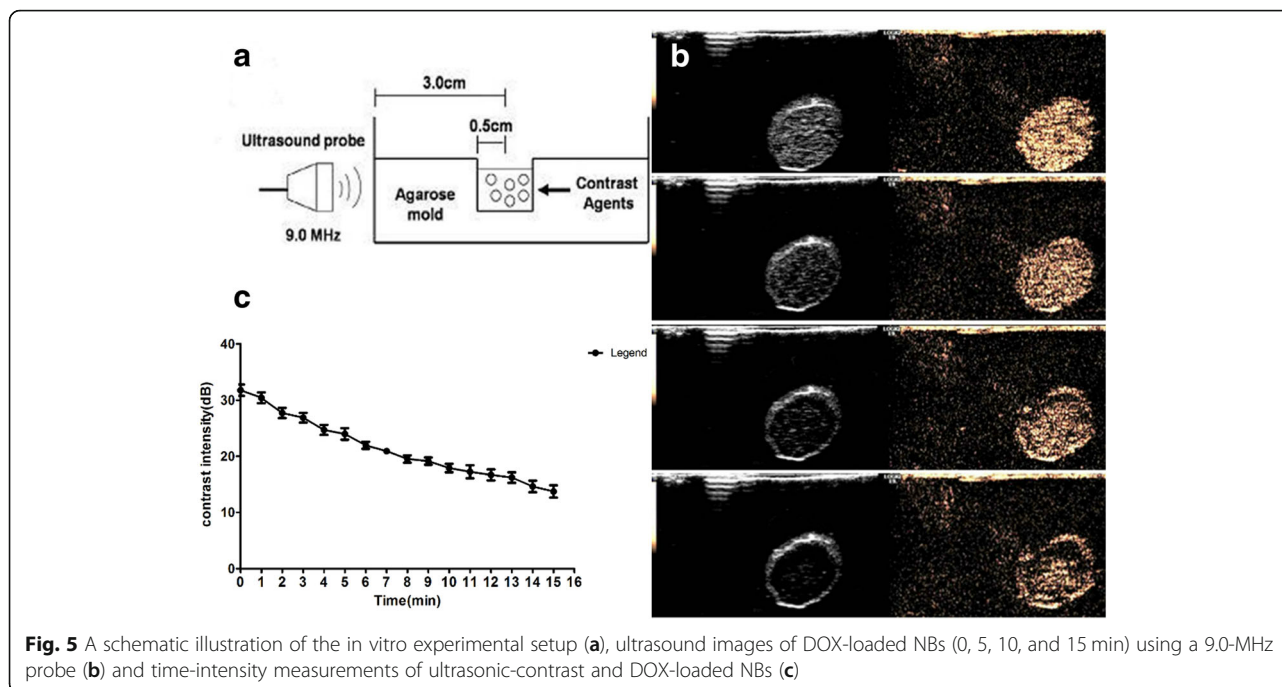 a
3.0cm
0.5cm
Ultrasound probe
Agarose
mold
Contrast
Agents
9.0 MHz
b
c
contrast intensity(dB)
40
30
20
10
0
0 1 2 3 4 5 6 7 8 9 10 11 12 13 14 15 16
Time(min)
Legend
Fig. 5 A schematic illustration of the in vitro experimental setup (a), ultrasound images of DOX-loaded NBs (0, 5, 10, and 15 min) using a 9.0-MHz
probe (b) and time-intensity measurements of ultrasonic-contrast and DOX-loaded NBs (c)